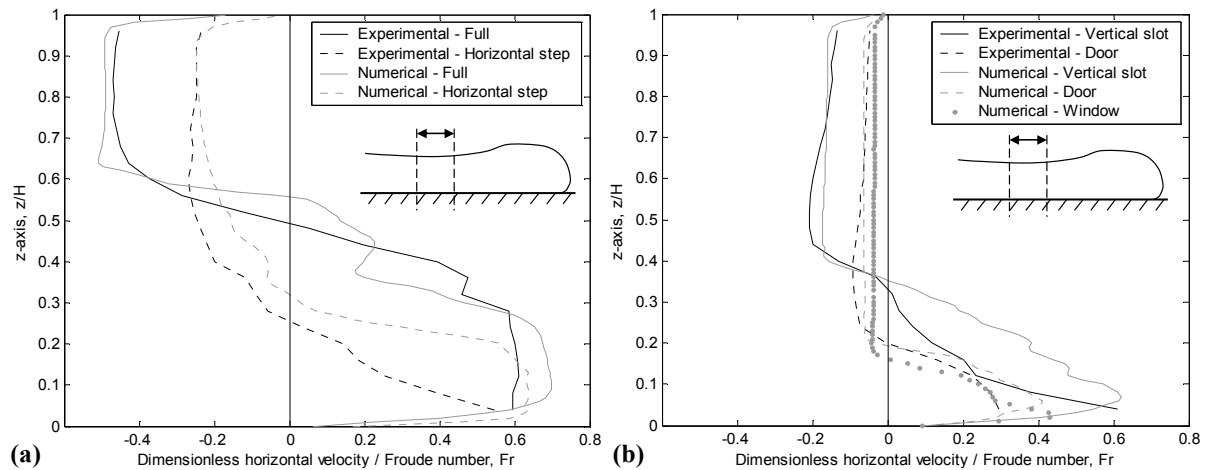 1
0.9
0.8
0.7
0.6
0.5
0.4
0.3
0.2
0.1
0
z-axis, z/H
Experimental - Full
Experimental - Horizontal step
Numerical - Full
Numerical - Horizontal step
-0.4 -0.2 0 0.2 0.4 0.6 0.8
Dimensionless horizontal velocity / Froude number, Fr
(a)
1
0.9
0.8
0.7
0.6
0.5
0.4
0.3
0.2
0.1
0
z-axis, z/H
Experimental - Vertical slot
Experimental - Door
Numerical - Vertical slot
Numerical - Door
Numerical - Window
-0.4 -0.2 0 0.2 0.4 0.6 0.8
Dimensionless horizontal velocity / Froude number, Fr
(b)